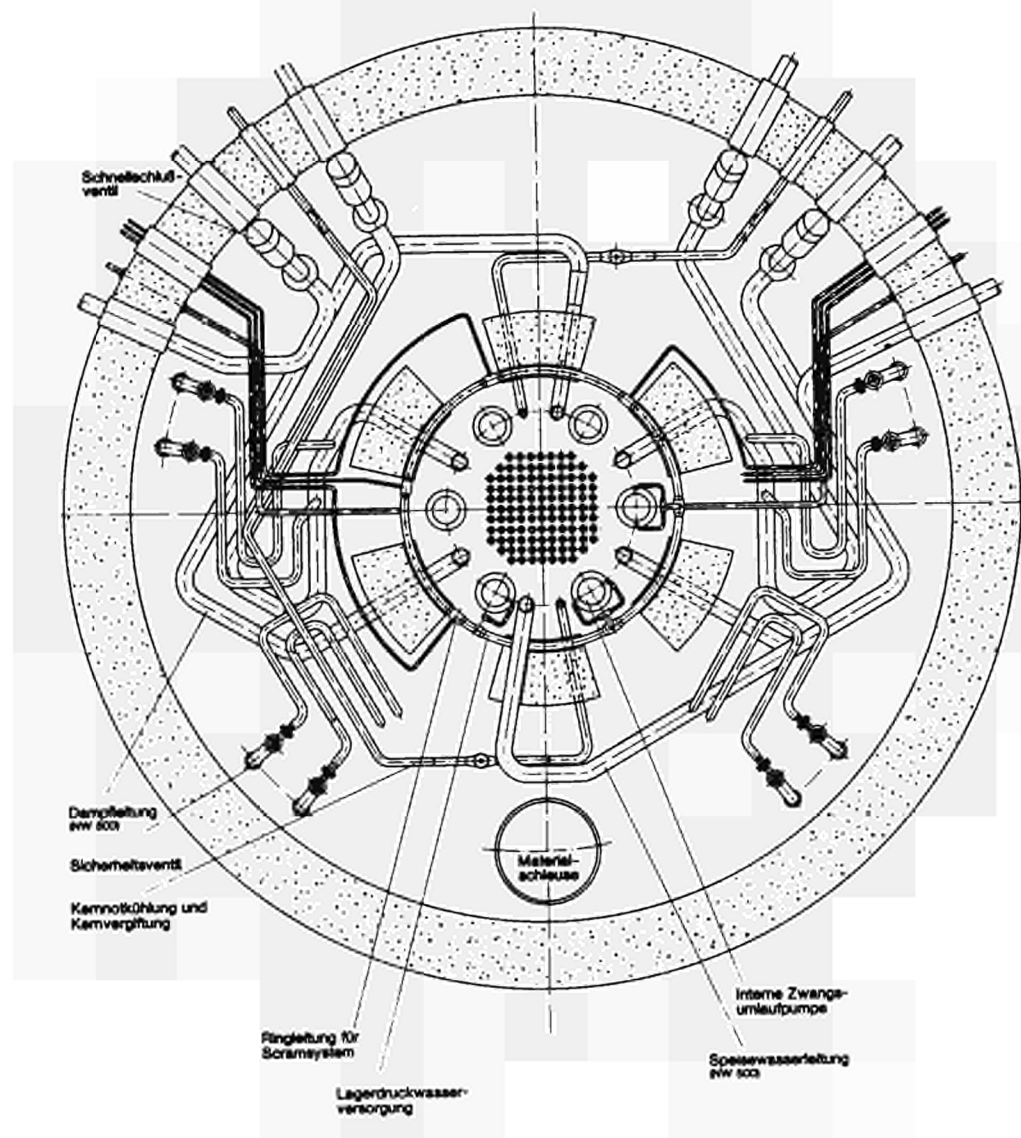 Schnellschluß-
ventil
Dampfleitung
(NW 500)
Sicherheitsventil
Kernnotkühlung und
Kernvergiftung
Material-
schleuse
Interne Zwangs-
umlaufpumpe
Ringleitung für
Scramsystem
Speisewasserleitung
(NW 500)
Lagerdruckwasser-
versorgung